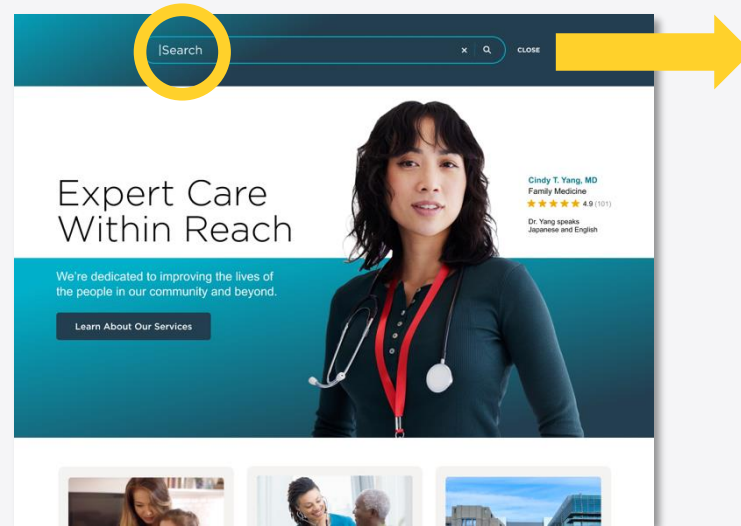 |Search
x
CLOSE
Expert Care
Within Reach
Cindy T. Yang, MD
Family Medicine
4.9 (101)
Dr. Yang speaks
Japanese and English
We're dedicated to improving the lives of
the people in our community and beyond.
Learn About Our Services